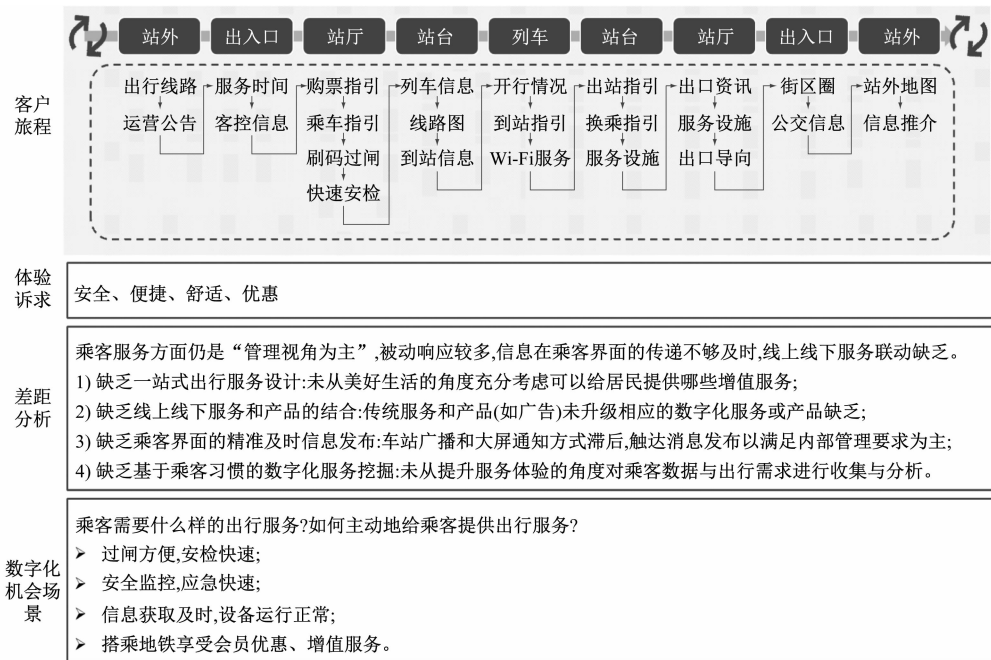 站外 出入口 站厅 站台 列车 站台 站厅 出入口 站外
客户
旅程
出行线路 服务时间 购票指引 列车信息 开行情况 出站指引 出口资讯 街区圈 站外地图
运营公告 客控信息 乘车指引 线路图 到站指引 换乘指引 服务设施 公交信息 信息推介
刷码过闸 到站信息 Wi-Fi服务 服务设施 出口导向
快速安检
体验
诉求
安全、便捷、舒适、优惠
差距
分析
乘客服务方面仍是“管理视角为主”,被动响应较多,信息在乘客界面的传递不够及时,线上线下服务联动缺乏。
1) 缺乏一站式出行服务设计:未从美好生活的角度充分考虑可以给居民提供哪些增值服务;
2) 缺乏线上线下服务和产品的结合:传统服务和产品(如广告)未升级相应的数字化服务或产品缺乏;
3) 缺乏乘客界面的精准及时信息发布:车站广播和大屏通知方式滞后,触达消息发布以满足内部管理要求为主;
4) 缺乏基于乘客习惯的数字化服务挖掘:未从提升服务体验的角度对乘客数据与出行需求进行收集与分析。
数字化
机会场
景
乘客需要什么样的出行服务?如何主动地给乘客提供出行服务?
➢ 过闸方便,安检快速;
➢ 安全监控,应急快速;
➢ 信息获取及时,设备运行正常;
➢ 搭乘地铁享受会员优惠、增值服务。